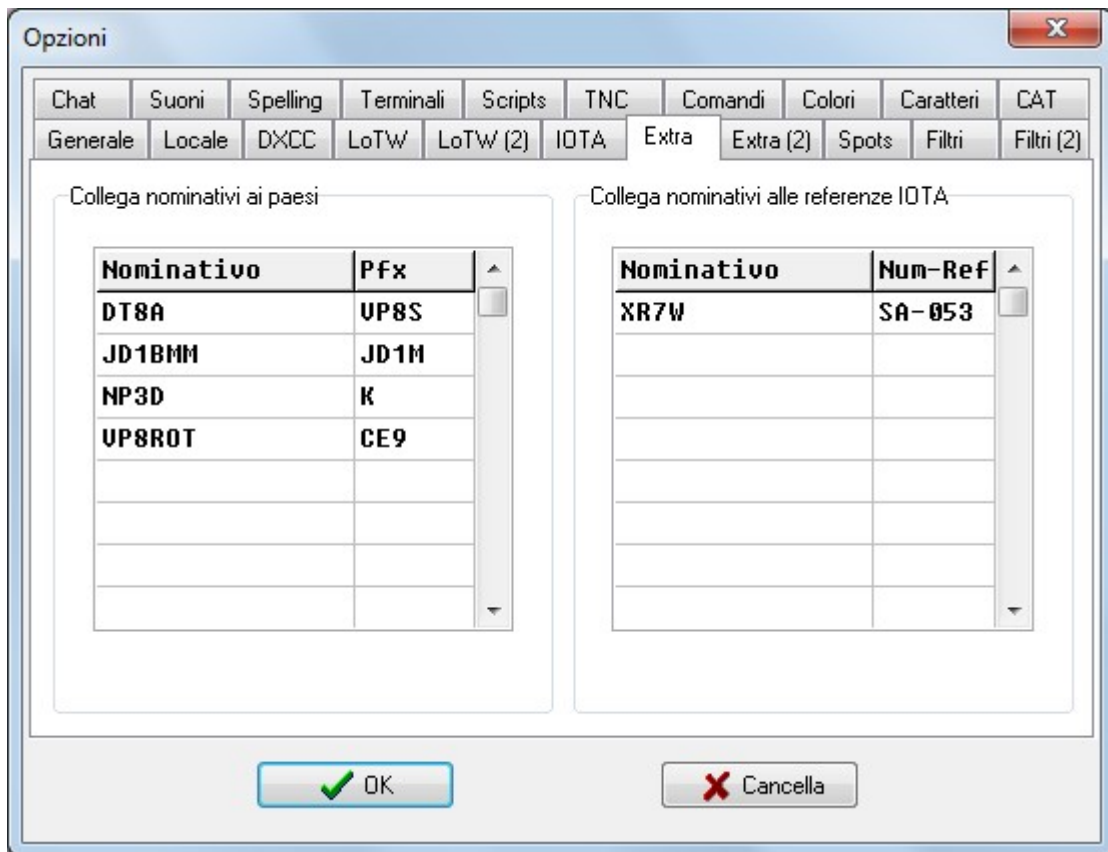 Opzioni
Chat Suoni Spelling Terminali Scripts TNC Comandi Colori Caratteri CAT
Generale Locale DXCC LoTW LoTW (2) IOTA Extra Extra (2) Spots Filtri Filtri (2)
Collega nominativi ai paesi
Nominativo Pfx
DT8A VP8S
JD1BMM JD1M
NP3D K
VP8ROT CE9
Collega nominativi alle referenze IOTA
Nominativo Num-Ref
XR7W SA-053
OK Cancella